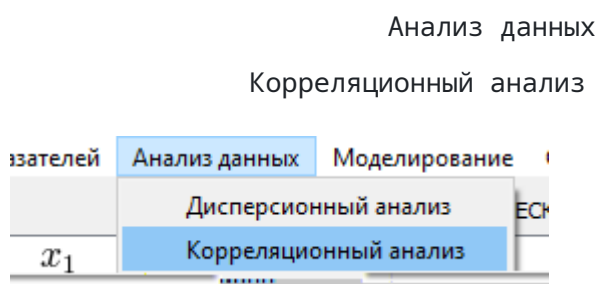 Анализ данных
Корреляционный анализ
Анализ данных Моделирование
Дисперсионный анализ
x₁ Корреляционный анализ